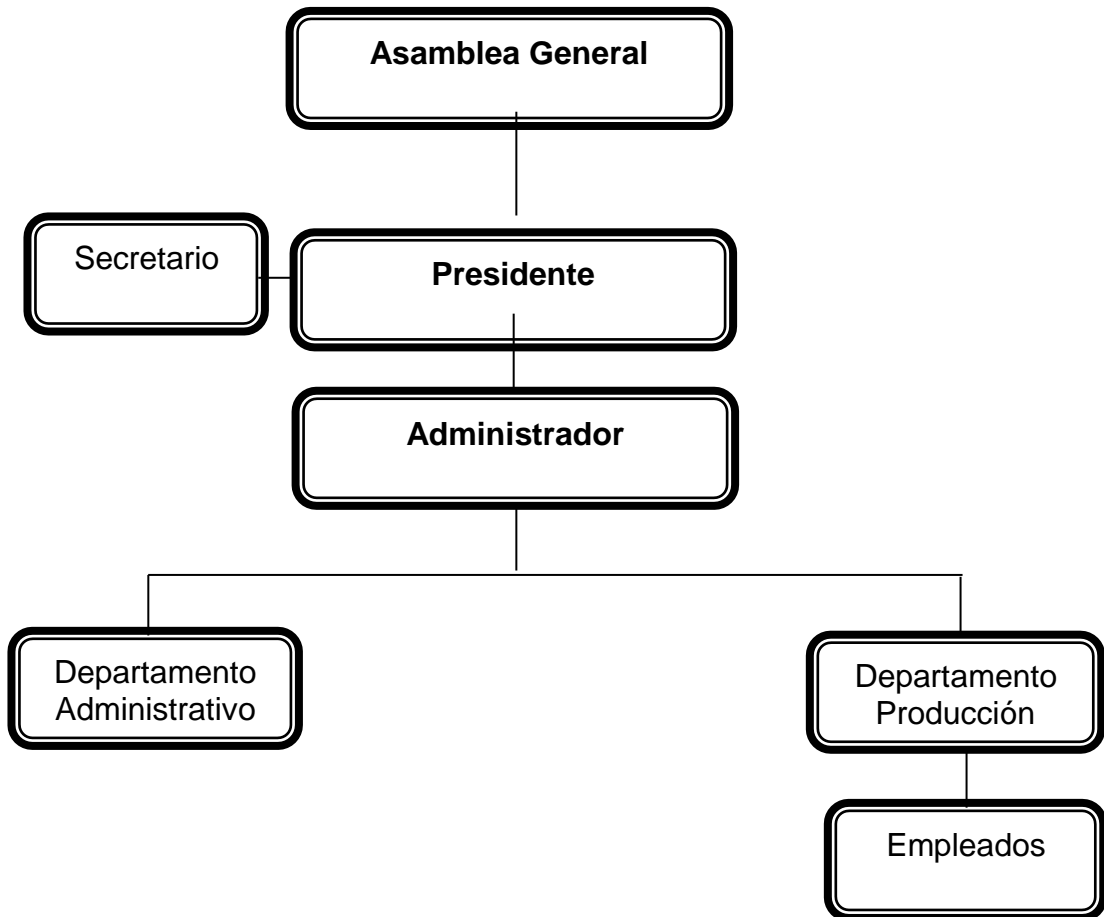 Asamblea General
Secretario
Presidente
Administrador
Departamento
Administrativo
Departamento
Producción
Empleados